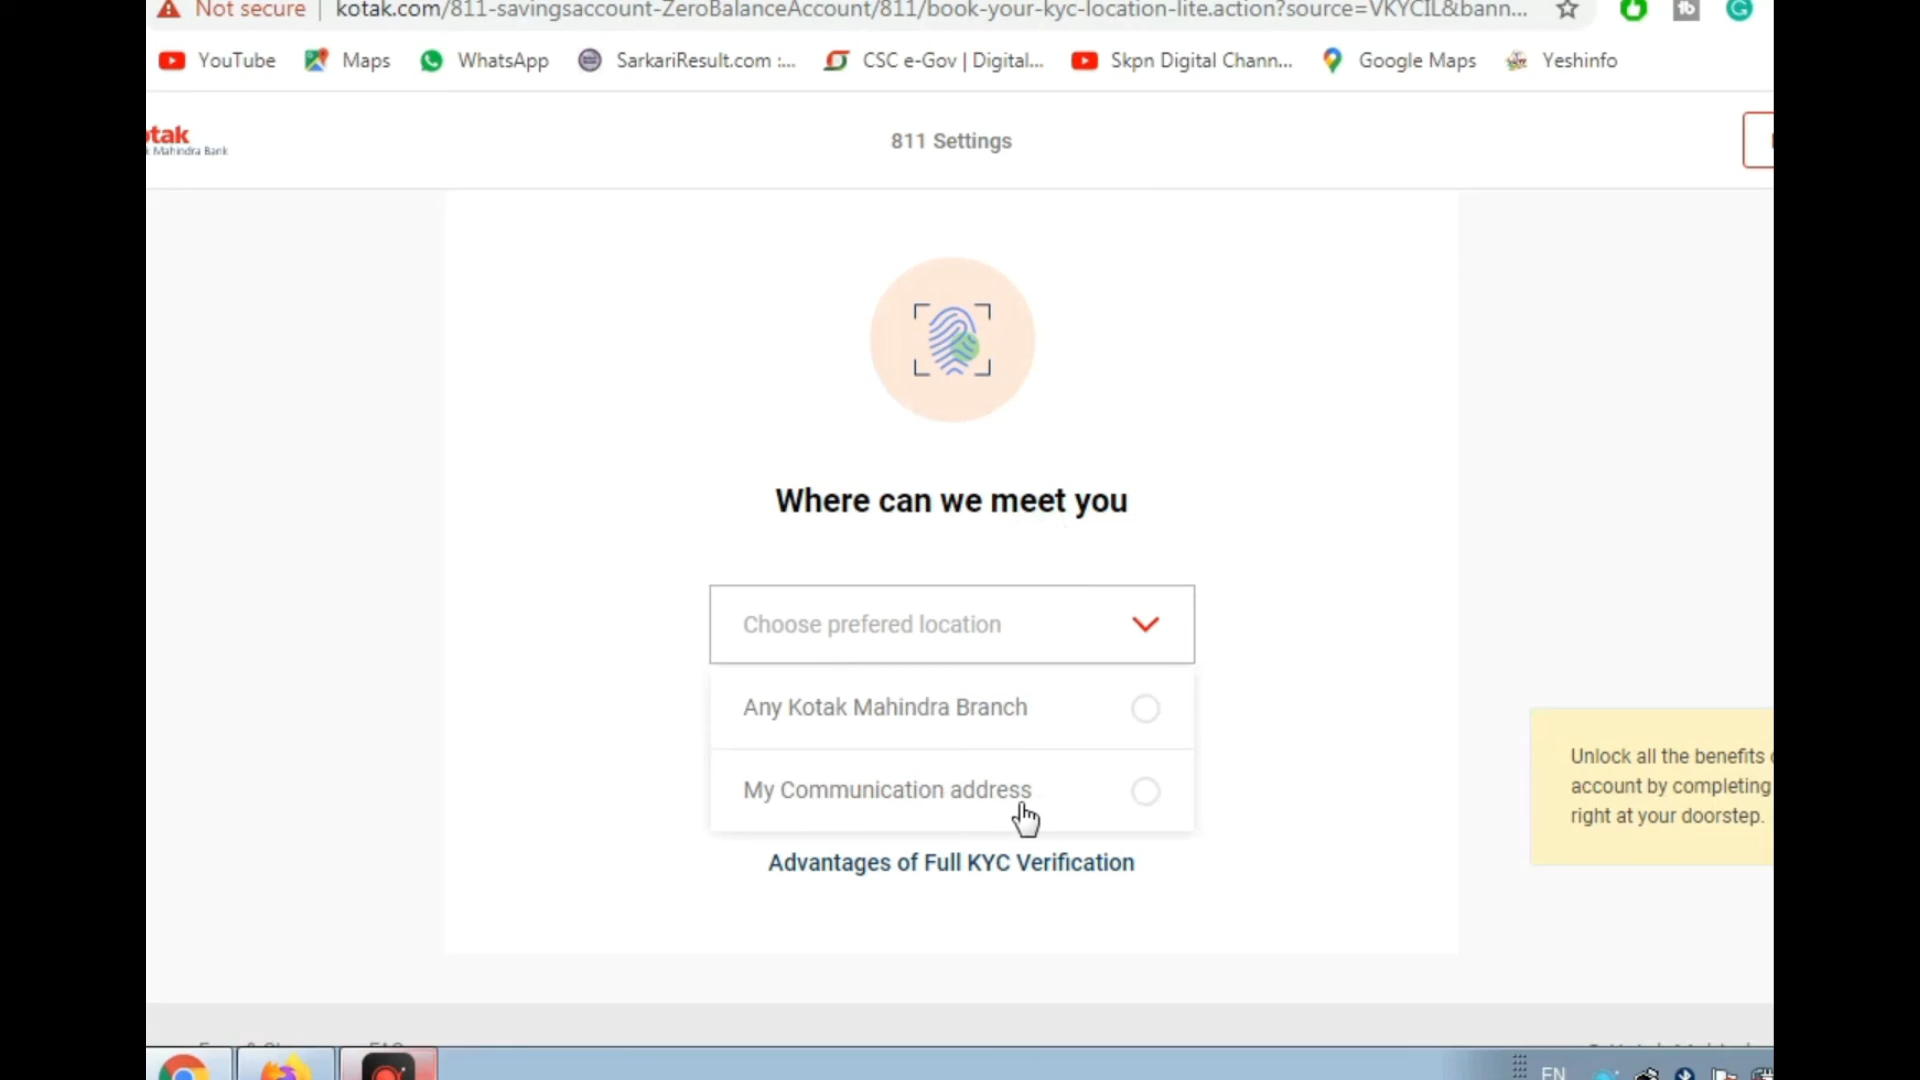 Not secure | kotak.com/811-savingsaccount-ZeroBalanceAccount/811/book-your-kyc-location-lite.action?source=VKYCIL&bann...
YouTube Maps WhatsApp SarkariResult.com :... CSC e-Gov | Digital... Skpn Digital Chann... Google Maps Yeshinfo
otak
Mahindra Bank
811 Settings
Where can we meet you
Choose prefered location
Any Kotak Mahindra Branch
My Communication address
Advantages of Full KYC Verification
Unlock all the benefits
account by completing
right at your doorstep.
EN